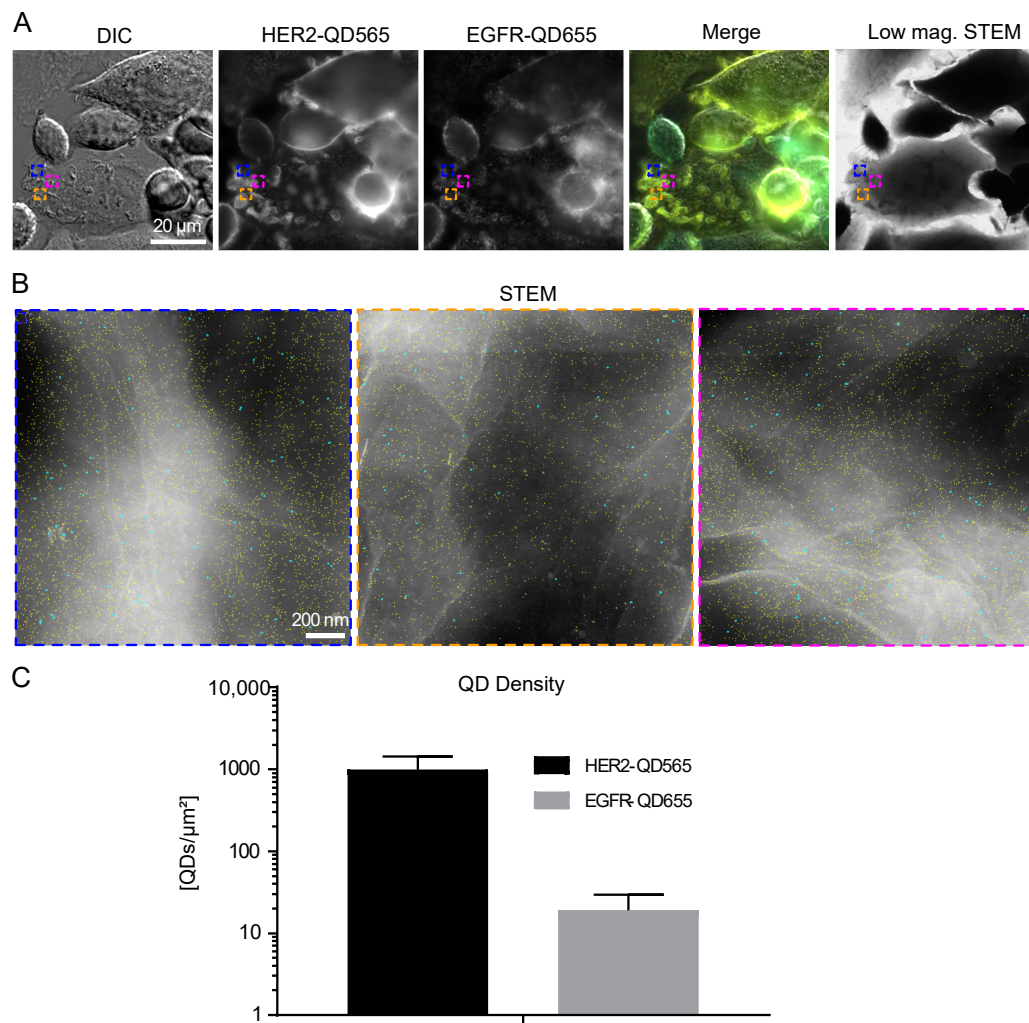 A
DIC
HER2-QD565
EGFR-QD655
Merge
Low mag. STEM
20 µm
B
STEM
200 nm
C
QD Density
10,000
1000
100
10
1
[QDs/µm²]
HER2-QD565
EGFR-QD655